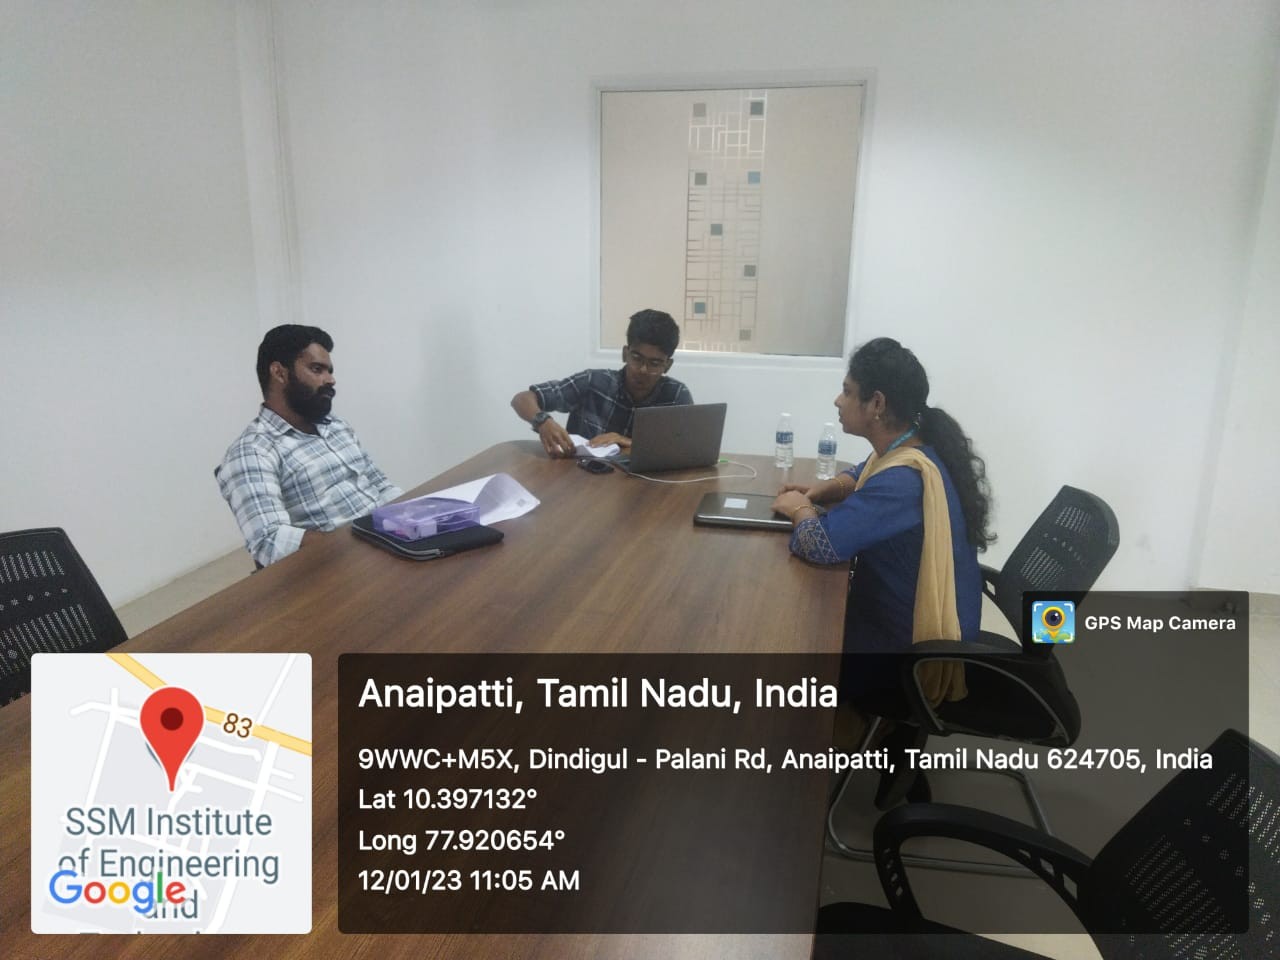 GPS Map Camera
Anaipatti, Tamil Nadu, India
9WWC+M5X, Dindigul - Palani Rd, Anaipatti, Tamil Nadu 624705, India
Lat 10.397132°
Long 77.920654°
12/01/23 11:05 AM
83
SSM Institute
of Engineering
and
Google